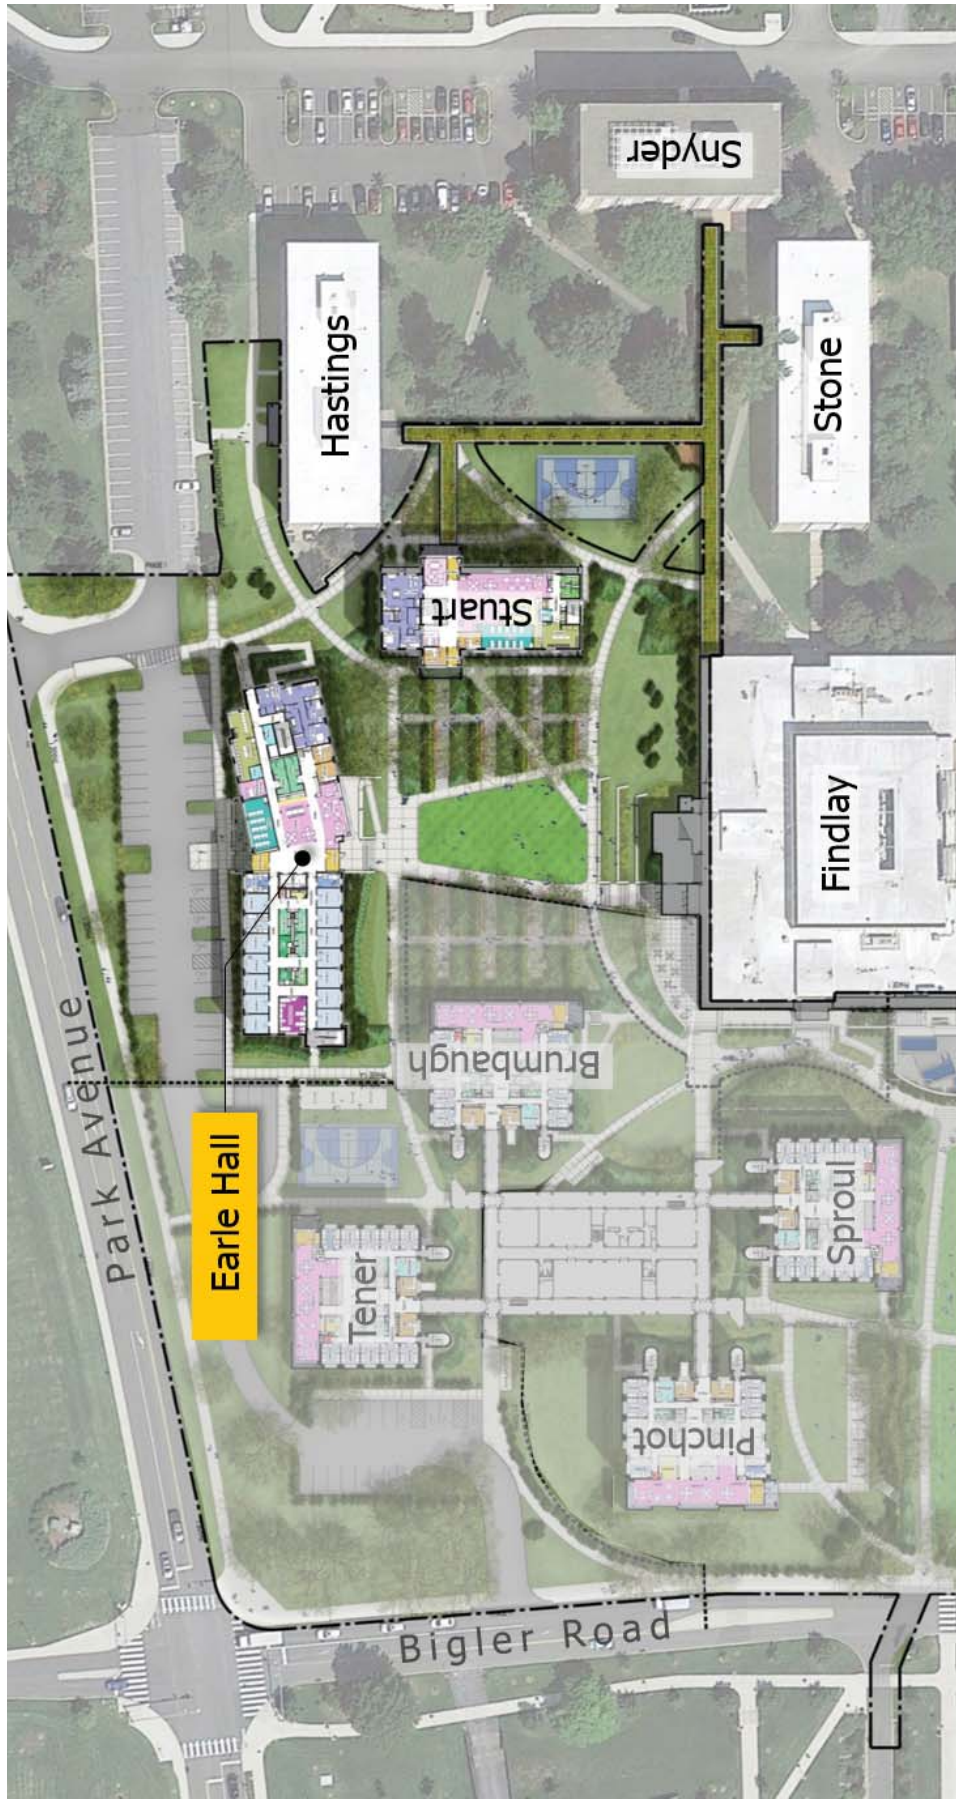 Snyder
Hastings
Stone
Stuart
Findlay
Park Avenue
Brumbaugh
Earle Hall
Sproul
Tener
Pinchot
Bigler Road